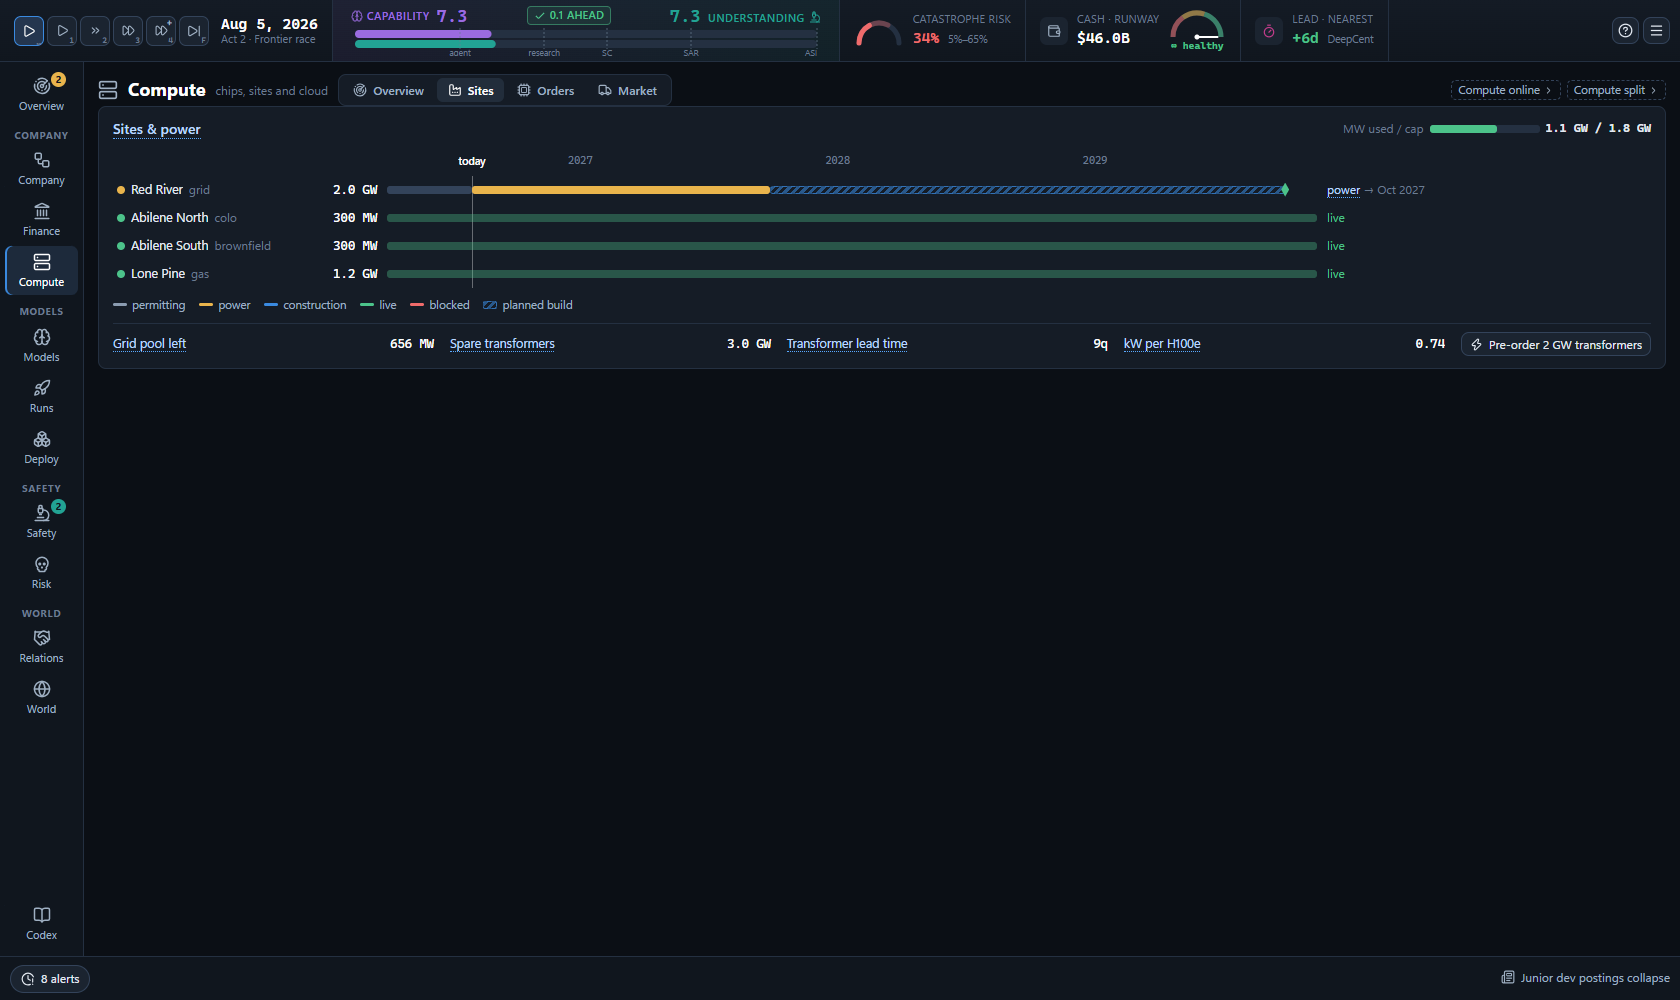 1
2
3
4
F
Aug 5, 2026
Act 2 · Frontier race
CAPABILITY 7.3
0.1 AHEAD
7.3 UNDERSTANDING
agent
research
SC
SAR
ASI
CATASTROPHE RISK
34% 5%–65%
CASH · RUNWAY
$46.0B
∞ healthy
LEAD · NEAREST
+6d DeepCent
2
Overview
COMPANY
Company
Finance
Compute
MODELS
Models
Runs
Deploy
SAFETY
2
Safety
Risk
WORLD
Relations
World
Codex
Compute chips, sites and cloud
Overview
Sites
Orders
Market
Compute online ›
Compute split ›
Sites & power
MW used / cap 1.1 GW / 1.8 GW
today 2027 2028 2029
Red River grid 2.0 GW power → Oct 2027
Abilene North colo 300 MW live
Abilene South brownfield 300 MW live
Lone Pine gas 1.2 GW live
permitting power construction live blocked planned build
Grid pool left 656 MW Spare transformers 3.0 GW Transformer lead time 9q kW per H100e 0.74 Pre-order 2 GW transformers
8 alerts
Junior dev postings collapse